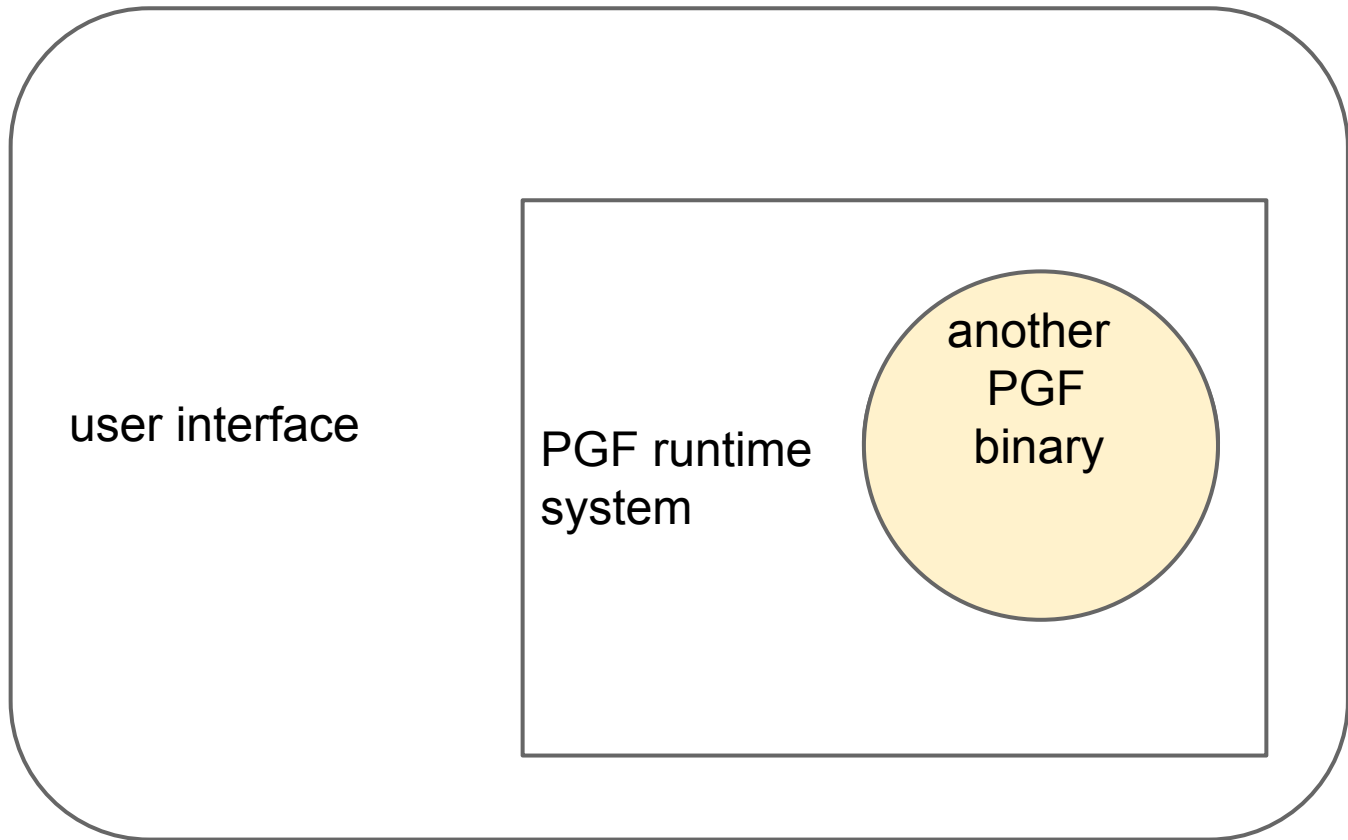 user interface
PGF runtime
system
another
PGF
binary